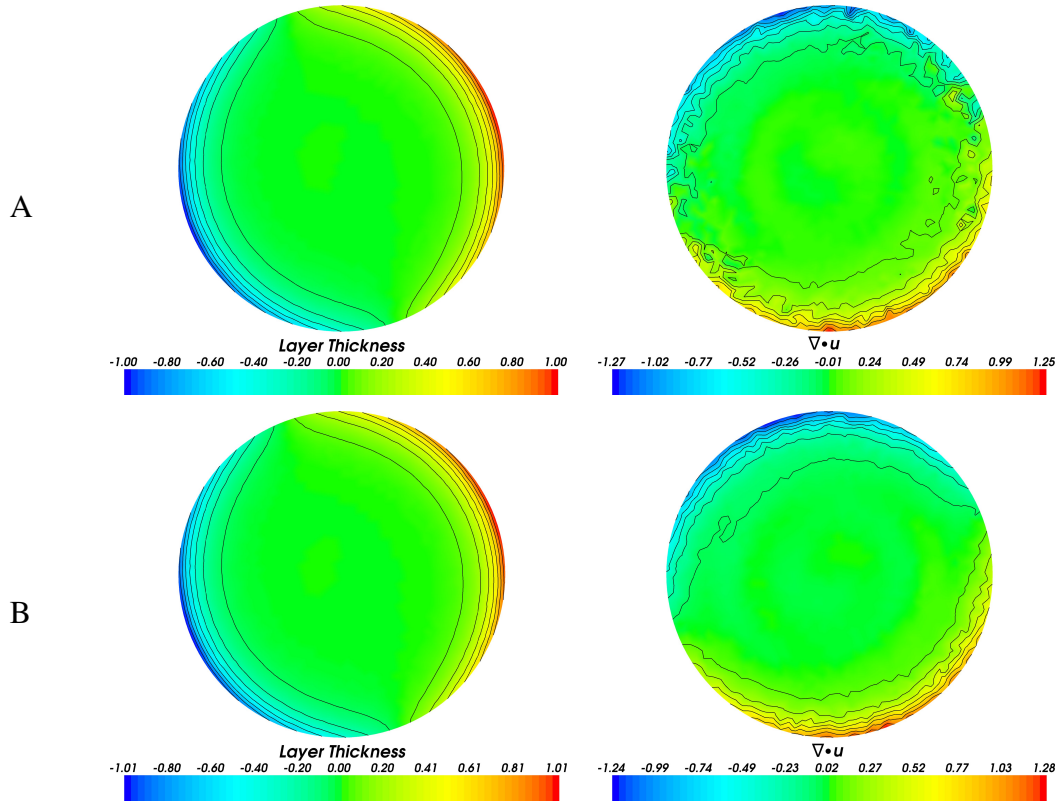 A
Layer Thickness
-1.00 -0.80 -0.60 -0.40 -0.20 0.00 0.20 0.40 0.60 0.80 1.00
∇•u
-1.27 -1.02 -0.77 -0.52 -0.26 -0.01 0.24 0.49 0.74 0.99 1.25
B
Layer Thickness
-1.01 -0.81 -0.60 -0.40 -0.20 0.00 0.20 0.40 0.60 0.81 1.01
∇•u
-1.24 -0.99 -0.74 -0.49 -0.23 0.02 0.27 0.52 0.77 1.03 1.28